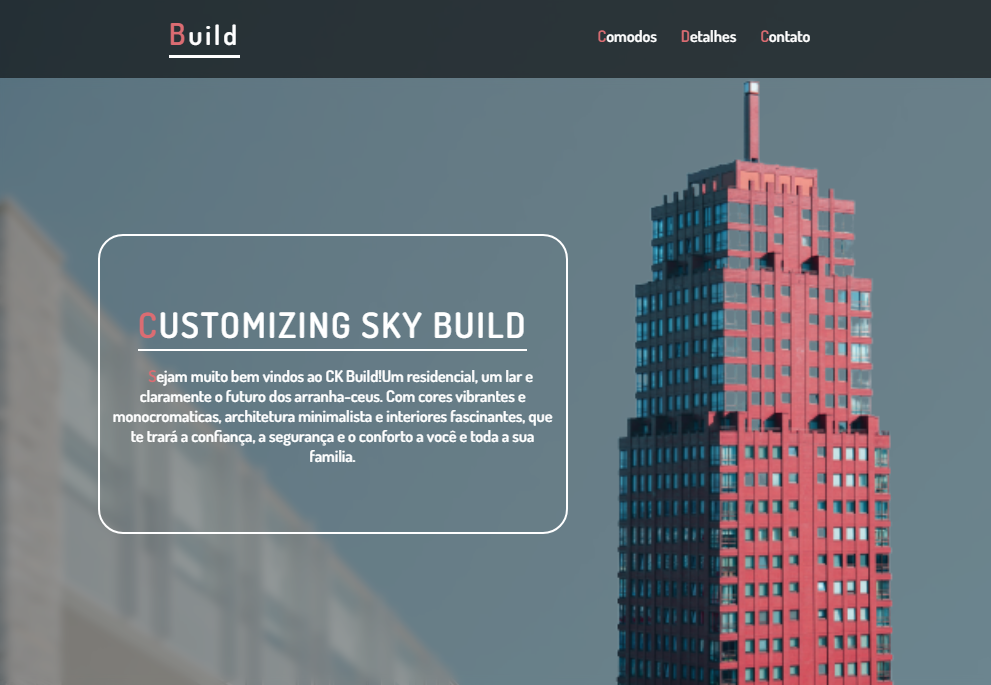 Build
Comodos Detalhes Contato
CUSTOMIZING SKY BUILD
Sejam muito bem vindos ao CK Build!Um residencial, um lar e
claramente o futuro dos arranha-ceus. Com cores vibrantes e
monocromaticas, architetura minimalista e interiores fascinantes, que
te trará a confiança, a segurança e o conforto a você e toda a sua
familia.